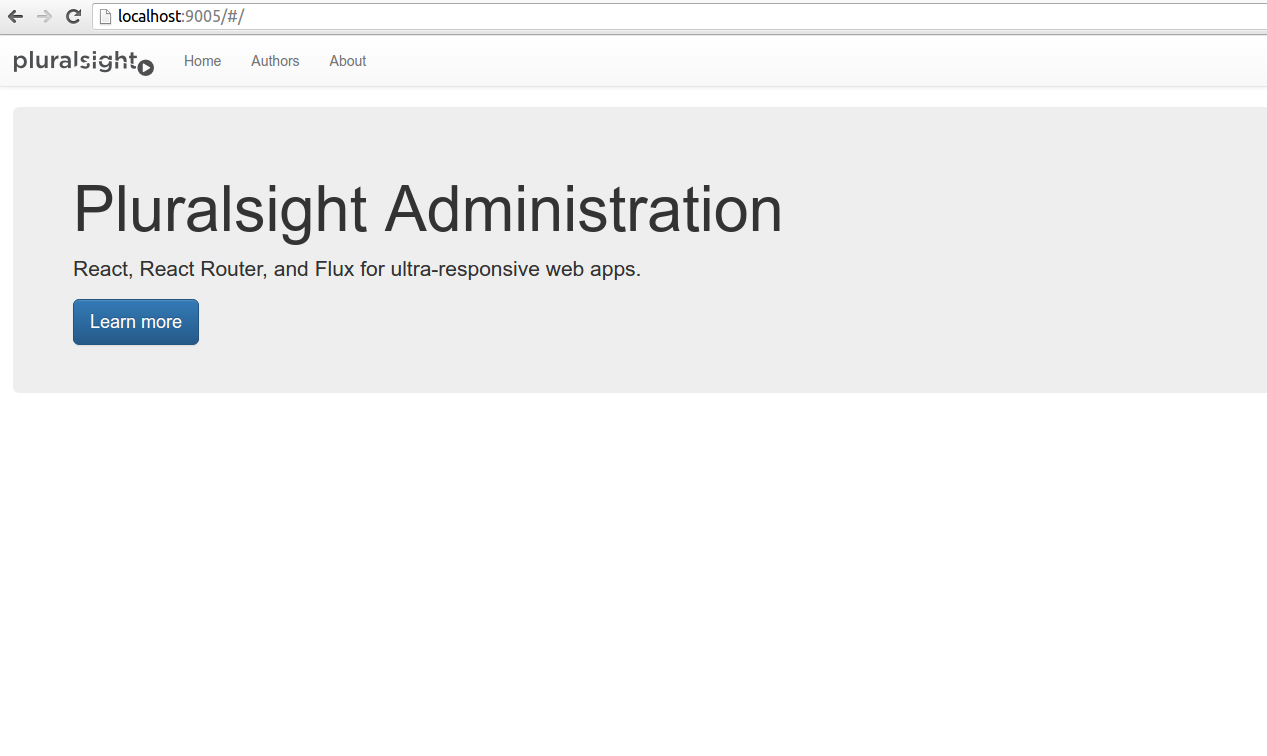 localhost:9005/#/
pluralsight Home Authors About
Pluralsight Administration
React, React Router, and Flux for ultra-responsive web apps.
Learn more